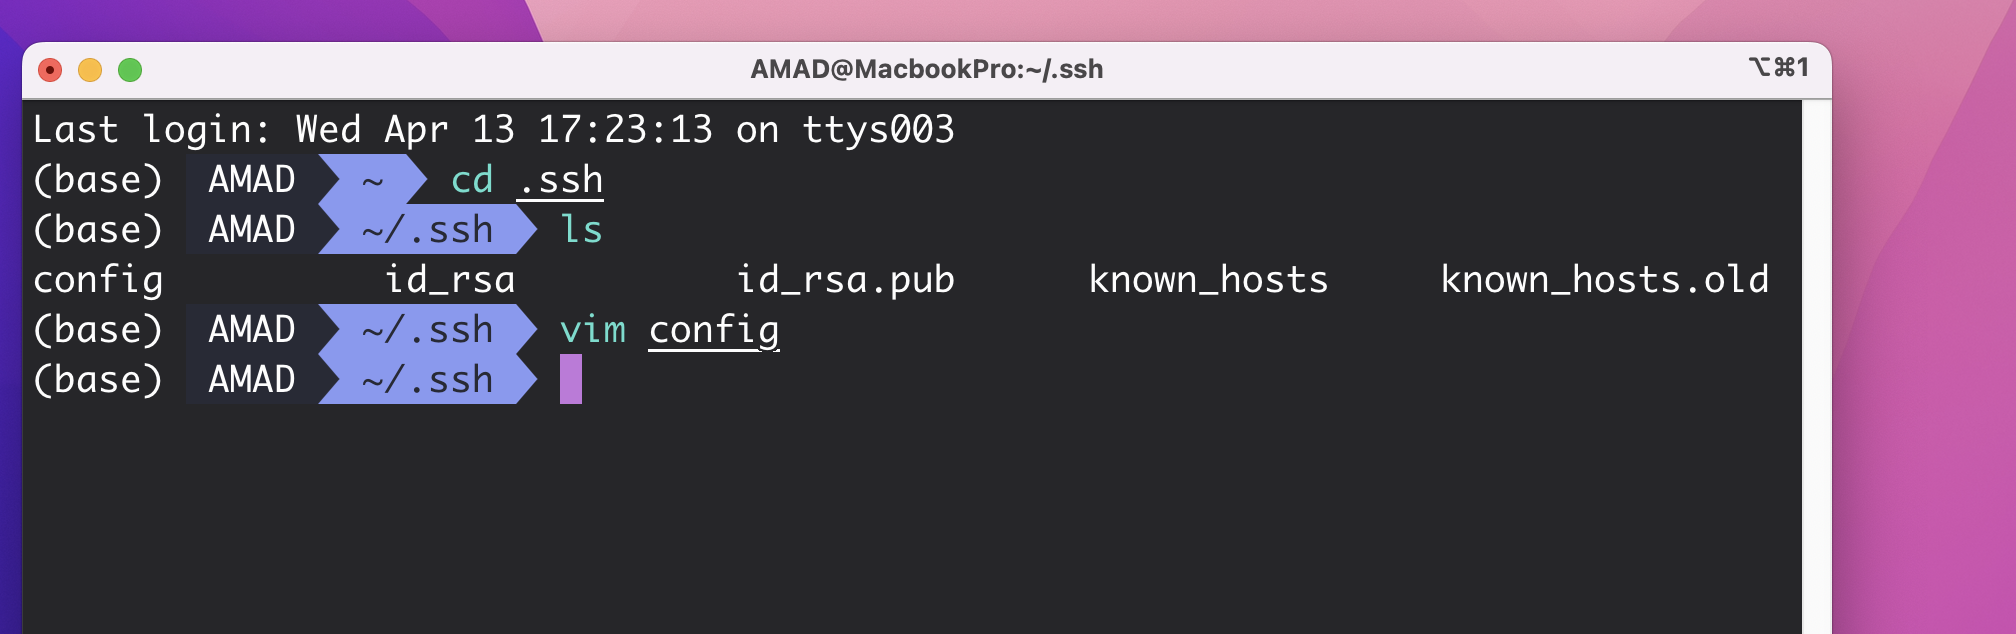 AMAD@MacbookPro:~/.ssh
⌥⌘1
Last login: Wed Apr 13 17:23:13 on ttys003
(base) AMAD ~ cd .ssh
(base) AMAD ~/.ssh ls
config id_rsa id_rsa.pub known_hosts known_hosts.old
(base) AMAD ~/.ssh vim config
(base) AMAD ~/.ssh